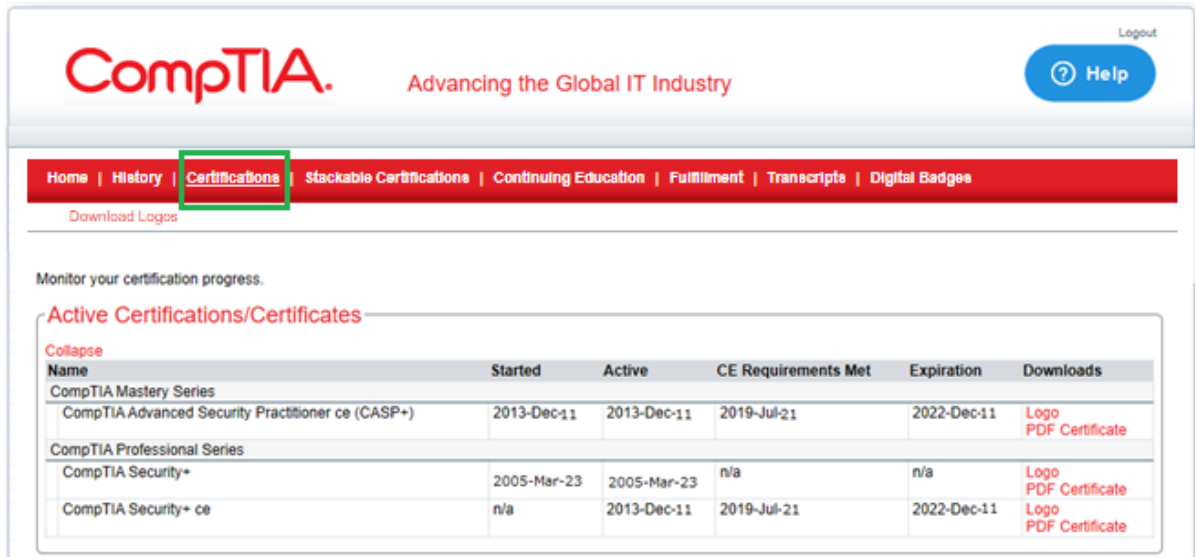 Logout
CompTIA.
Advancing the Global IT Industry
? Help
Home | History | Certifications | Stackable Certifications | Continuing Education | Fulfillment | Transcripts | Digital Badges
Download Logos
Monitor your certification progress.
Active Certifications/Certificates
Collapse
Name Started Active CE Requirements Met Expiration Downloads
CompTIA Mastery Series
CompTIA Advanced Security Practitioner ce (CASP+) 2013-Dec-11 2013-Dec-11 2019-Jul-21 2022-Dec-11 Logo
PDF Certificate
CompTIA Professional Series
CompTIA Security+ 2005-Mar-23 2005-Mar-23 n/a n/a Logo
PDF Certificate
CompTIA Security+ ce n/a 2013-Dec-11 2019-Jul-21 2022-Dec-11 Logo
PDF Certificate